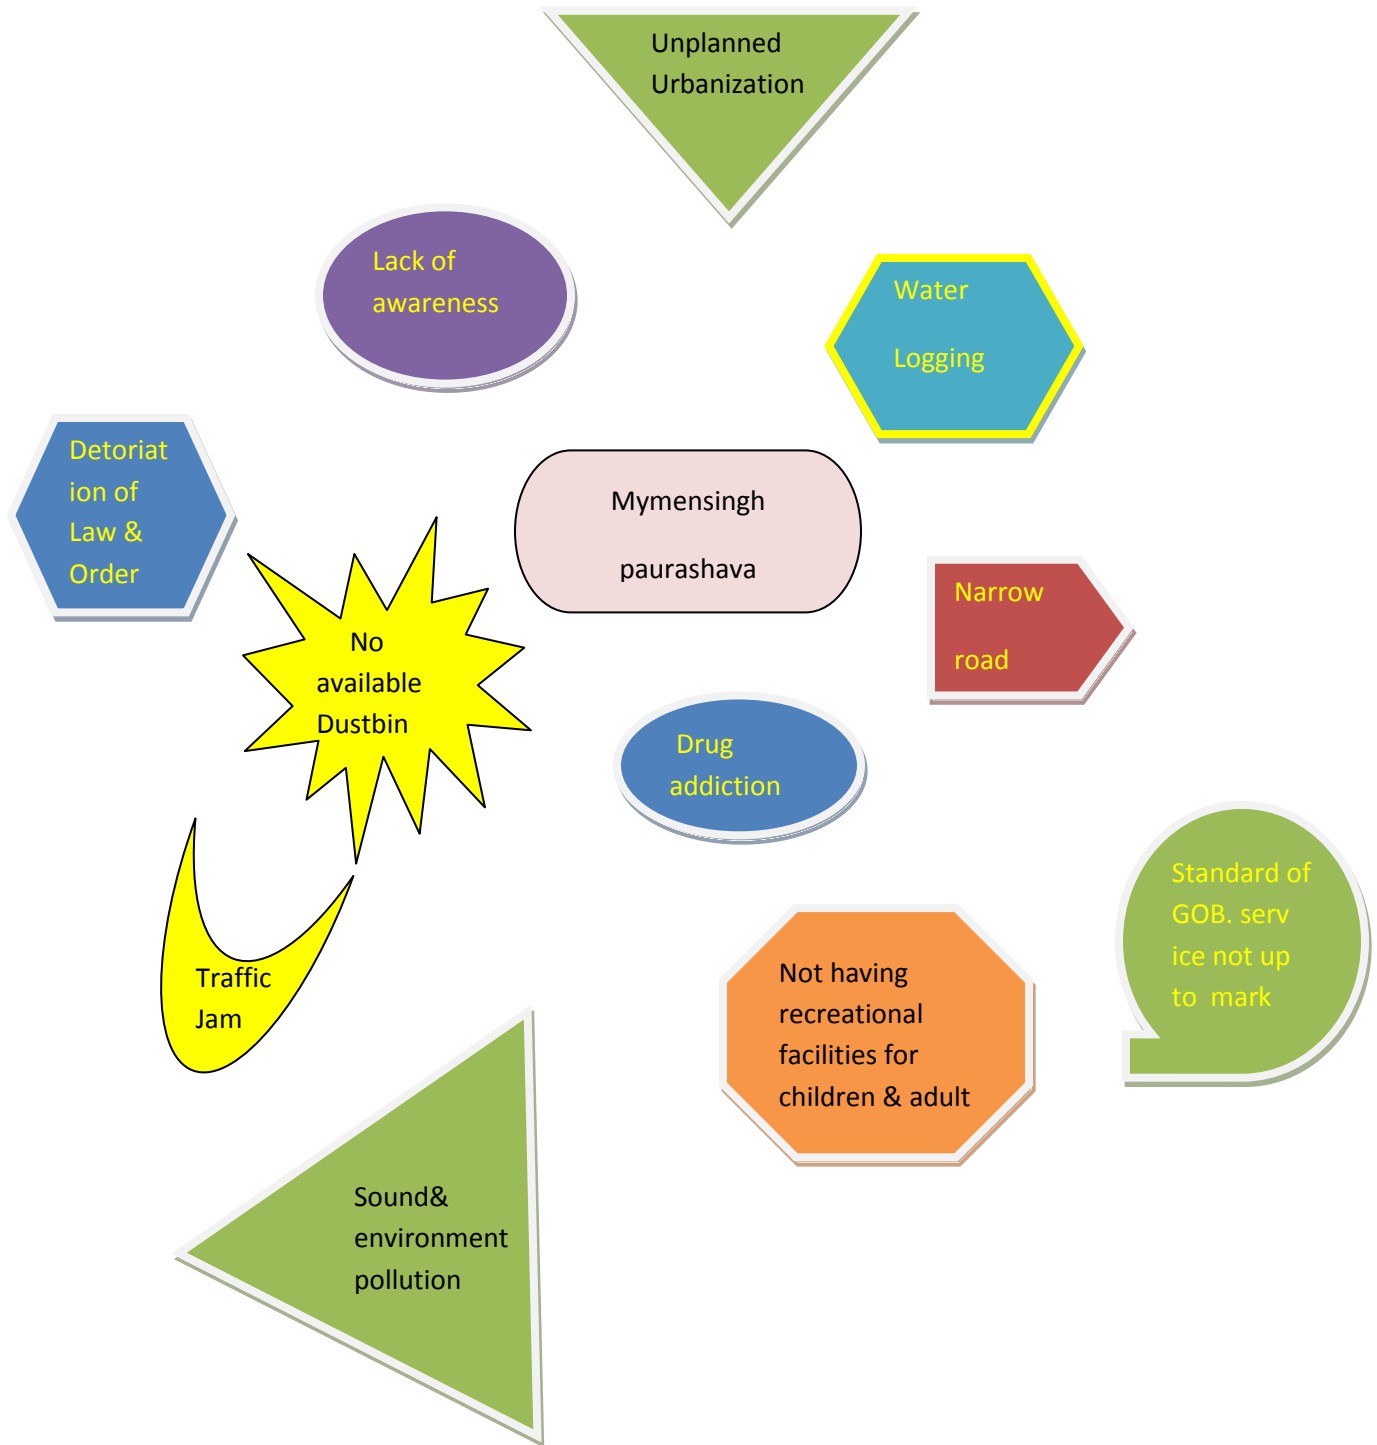 Unplanned
Urbanization
Lack of
awareness
Water
Logging
Detoriat
ion of
Law &
Order
Mymensingh
paurashava
Narrow
road
No
available
Dustbin
Drug
addiction
Standard of
GOB. serv
ice not up
to mark
Traffic
Jam
Not having
recreational
facilities for
children & adult
Sound&
environment
pollution